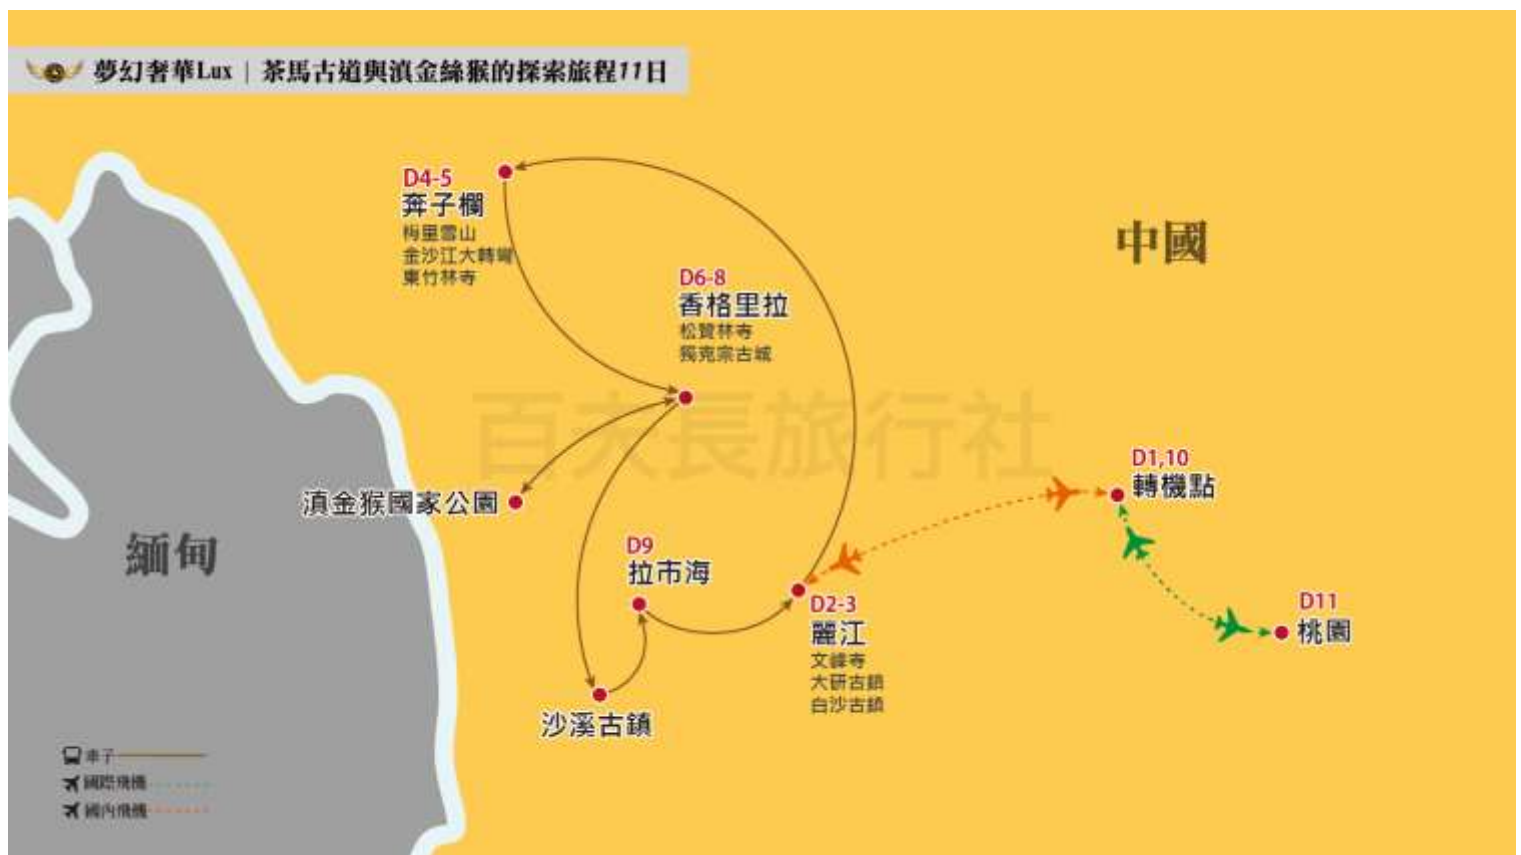 夢幻奢華Lux | 茶馬古道與滇金絲猴的探索旅程11日
D4-5
奔子欄
梅里雪山
金沙江大轉彎
東竹林寺
D6-8
香格里拉
松贊林寺
獨克宗古城
中國
百夫長旅行社
滇金猴國家公園
D1,10
轉機點
緬甸
D9
拉市海
D2-3
麗江
文峰寺
大研古鎮
白沙古鎮
D11
桃園
沙溪古鎮
車子
國際飛機
國內飛機